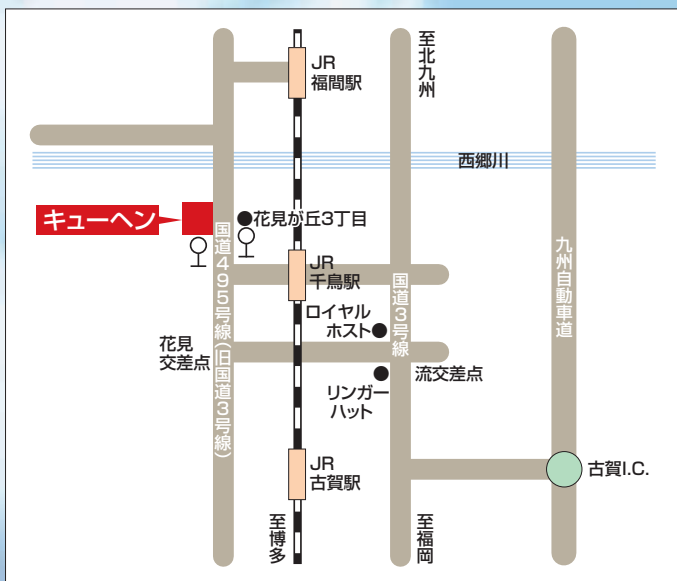 JR
福間駅
至北九州
西郷川
キューヘン
花見が丘3丁目
国道495号線(旧国道3号線)
JR
千鳥駅
国道3号線
九州自動車道
ロイヤル
ホスト
花見
交差点
流交差点
リンガー
ハット
JR
古賀駅
古賀I.C.
至博多
至福岡